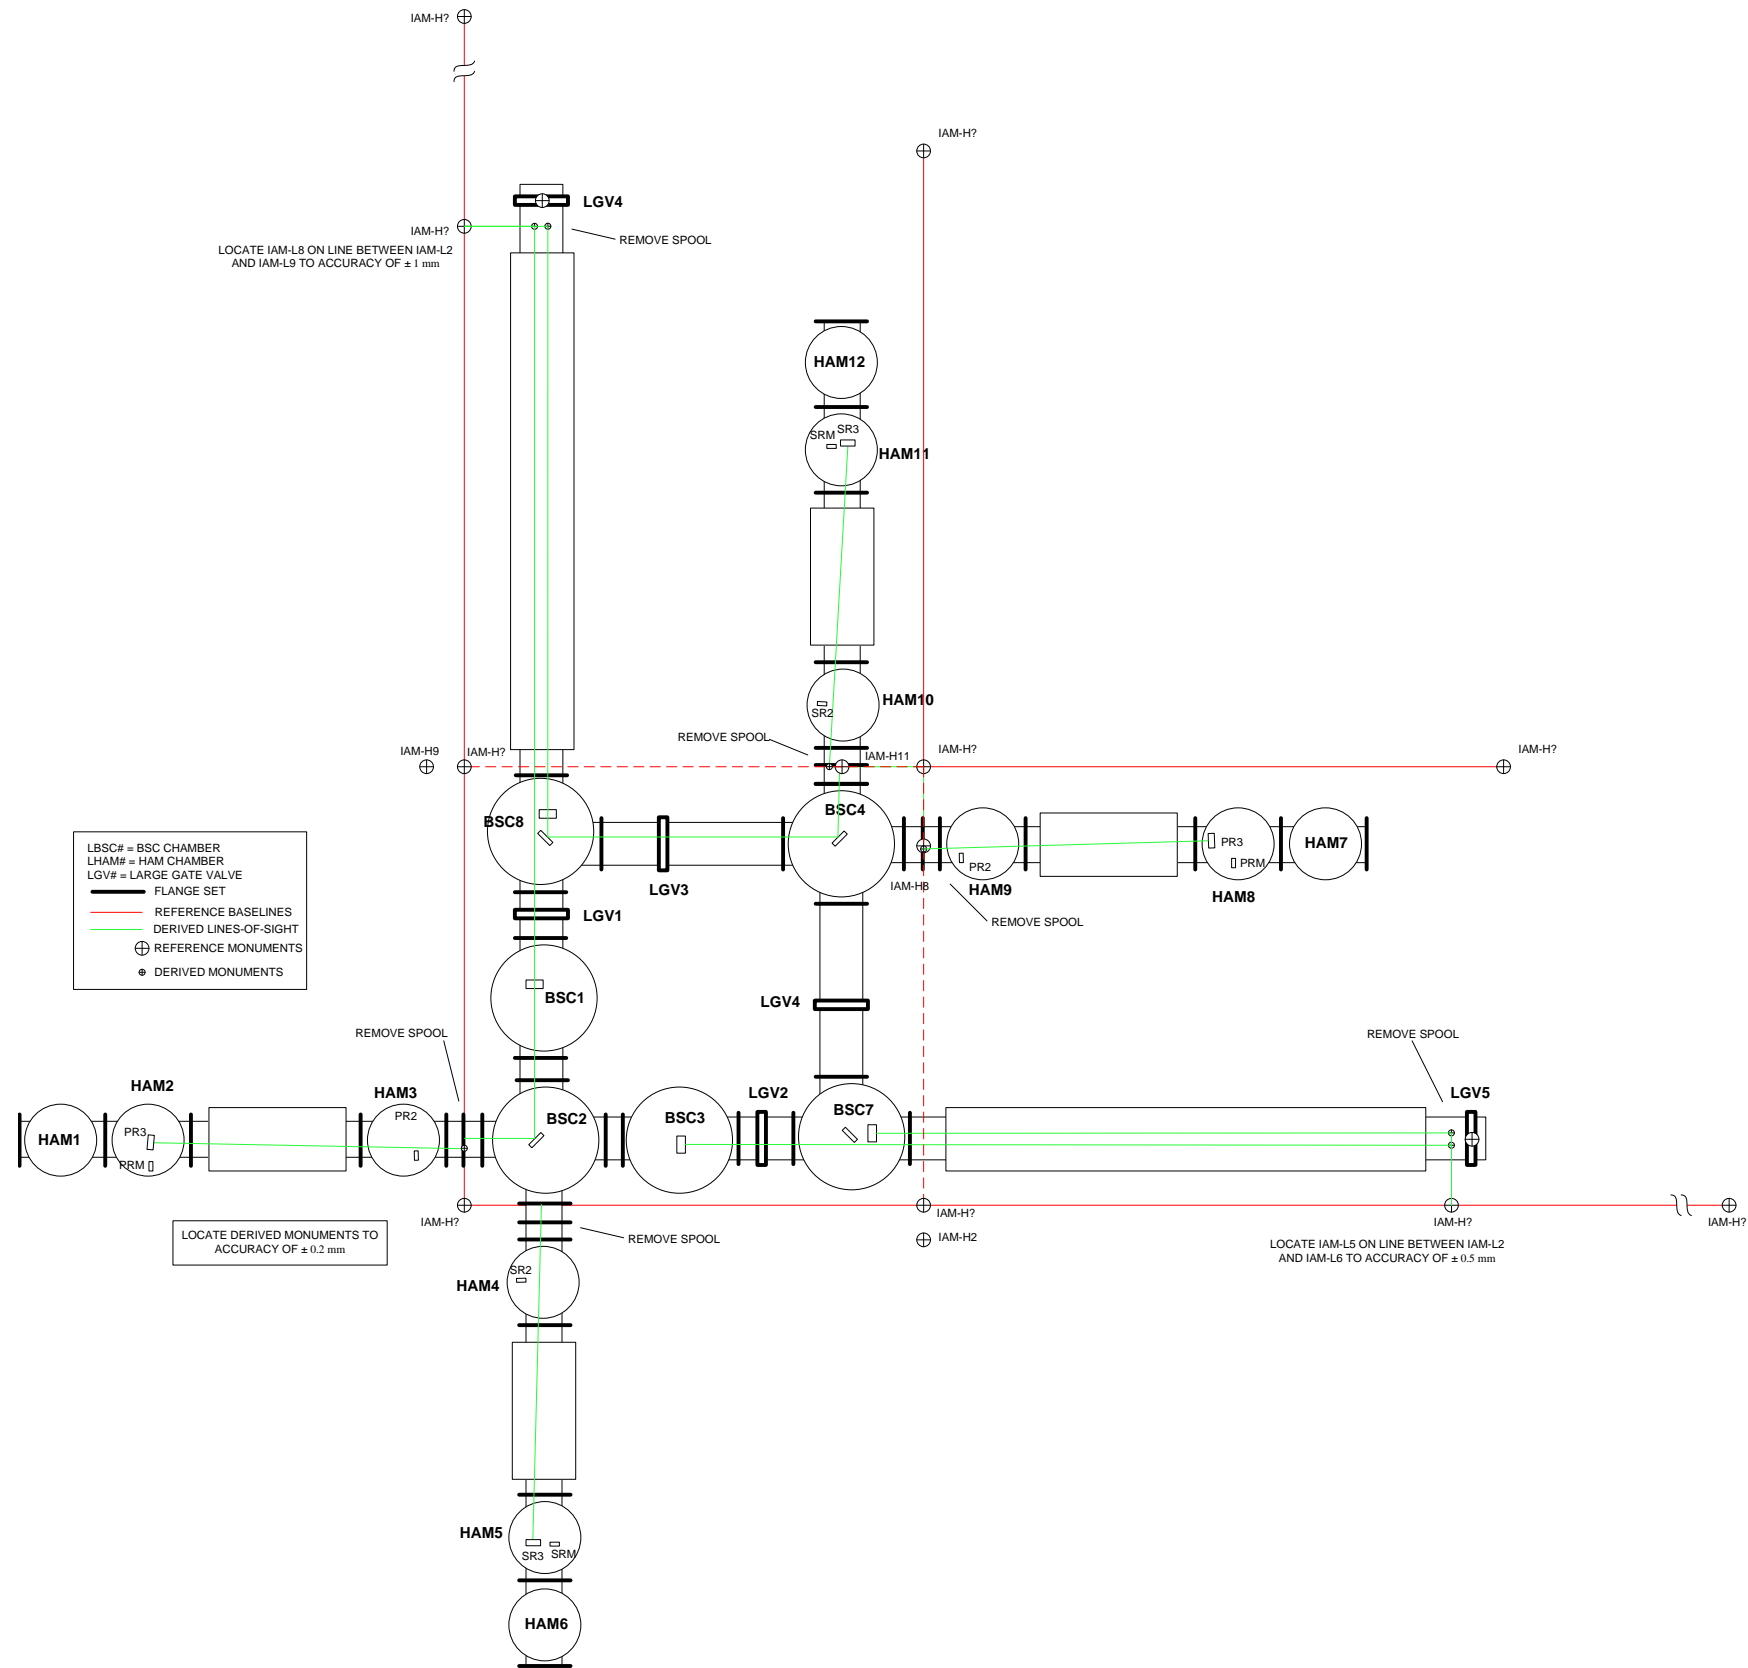 IAM-H?
IAM-H?
LGV4
IAM-H?
REMOVE SPOOL
LOCATE IAM-L8 ON LINE BETWEEN IAM-L2
AND IAM-L9 TO ACCURACY OF ± 1 mm
HAM12
SRM
SR3
HAM11
HAM10
SR2
REMOVE SPOOL
IAM-H9
IAM-H?
IAM-H11
IAM-H?
IAM-H?
BSC8
BSC4
LBSC# = BSC CHAMBER
LHAM# = HAM CHAMBER
LGV# = LARGE GATE VALVE
FLANGE SET
REFERENCE BASELINES
DERIVED LINES-OF-SIGHT
REFERENCE MONUMENTS
DERIVED MONUMENTS
PR3
HAM7
PR2
PRM
LGV3
IAM-H8
HAM9
HAM8
LGV1
REMOVE SPOOL
BSC1
LGV4
REMOVE SPOOL
REMOVE SPOOL
HAM2
HAM3
LGV2
LGV5
PR2
BSC2
BSC3
BSC7
PR3
HAM1
PRM
IAM-H?
IAM-H?
IAM-H?
IAM-H?
LOCATE DERIVED MONUMENTS TO
ACCURACY OF ± 0.2 mm
REMOVE SPOOL
IAM-H2
LOCATE IAM-L5 ON LINE BETWEEN IAM-L2
AND IAM-L6 TO ACCURACY OF ± 0.5 mm
SR2
HAM4
HAM5
SR3
SRM
HAM6